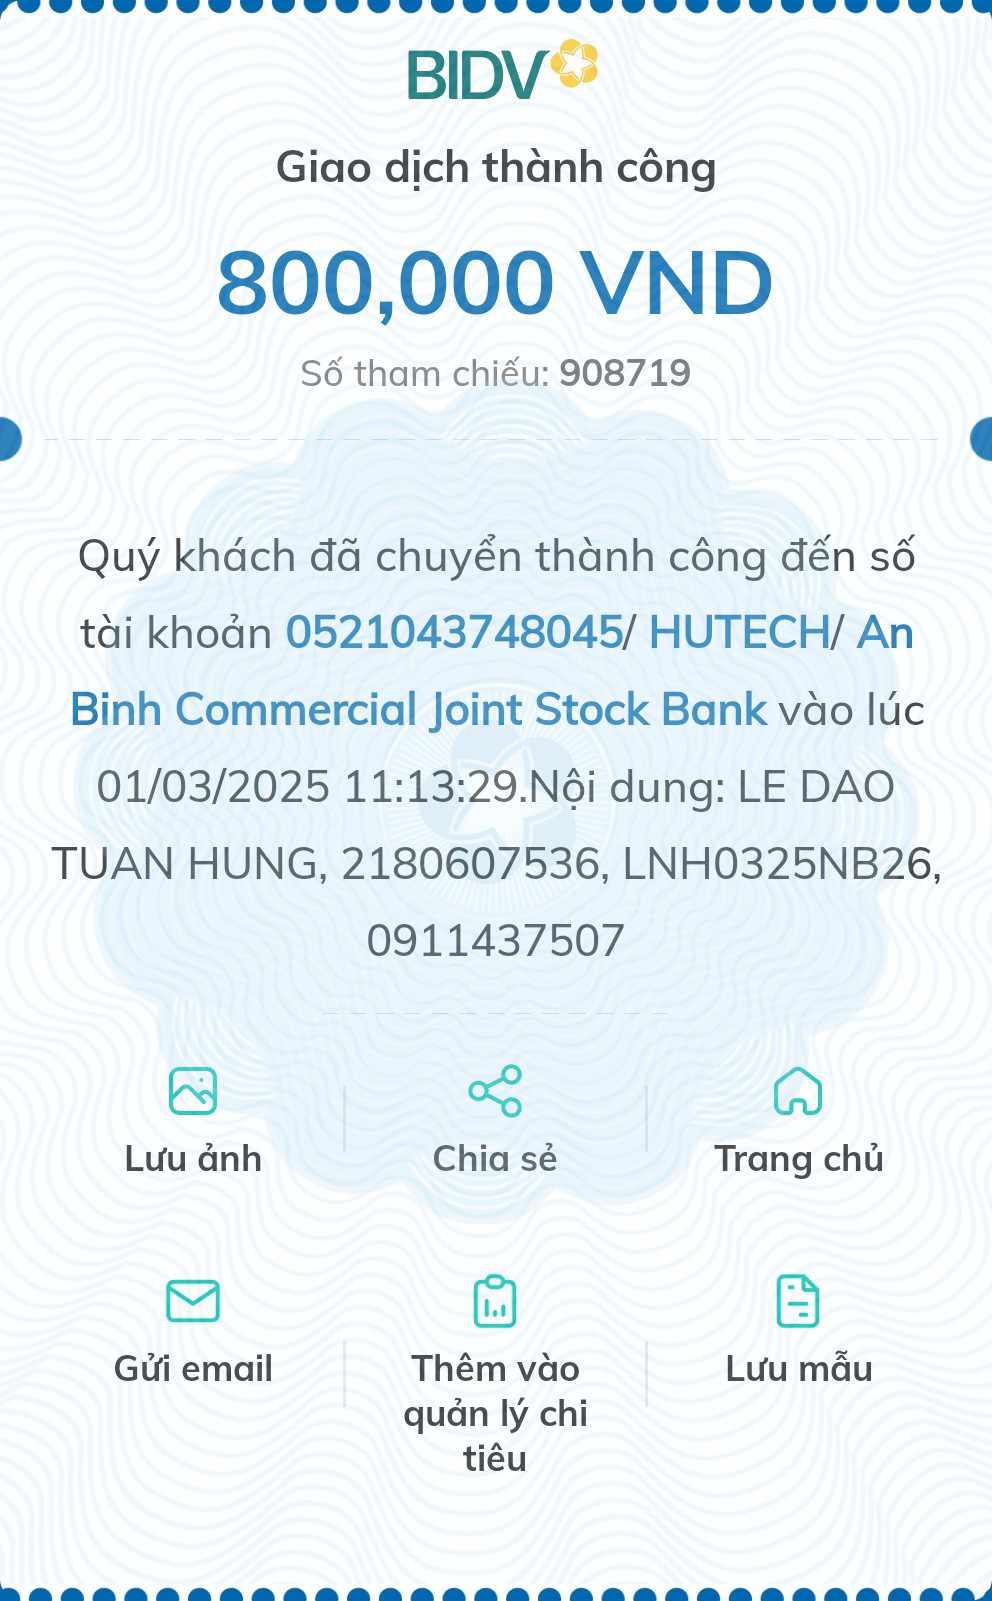 BIDV
Giao dịch thành công
800,000 VND
Số tham chiếu: 908719
Quý khách đã chuyển thành công đến số
tài khoản 0521043748045/ HUTECH/ An
Binh Commercial Joint Stock Bank vào lúc
01/03/2025 11:13:29.Nội dung: LE DAO
TUAN HUNG, 2180607536, LNH0325NB26,
0911437507
Lưu ảnh
Chia sẻ
Trang chủ
Gửi email
Thêm vào
quản lý chi
tiêu
Lưu mẫu